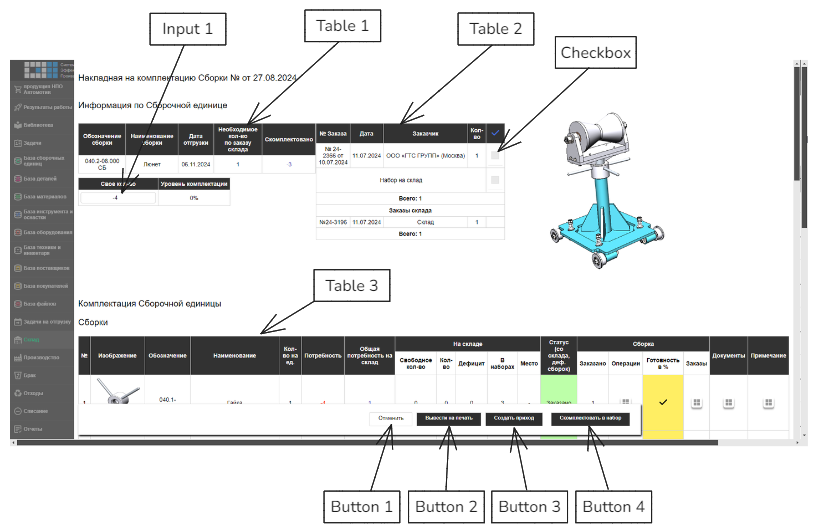 Input 1
Table 1
Table 2
Checkbox
продукции НПО
Автоматик
Результаты работы
Библиотека
Задачи
База сборочных
единиц
База деталей
База материалов
База инструмента и
оснастки
База оборудования
База техники и
инвентаря
База поставщиков
База покупателей
База файлов
Задачи на отгрузку
Склад
Производство
Брак
Отходы
Списание
Отчеты
Накладная на комплектацию Сборки № от 27.08.2024
Информация по Сборочной единице
Обозначение
сборки
Наименование
сборки
Дата
отгрузки
Необходимое
кол-во
по заказу
склада
Скомплектовано
040.2-08.000
СБ
Люнет
06.11.2024
1
-3
Свое кол-во
Уровень комплектации
-4
0%
№ Заказа
Дата
Заказчик
Кол-
во
№ 24-
2356 от
10.07.2024
11.07.2024
ООО «ГТС ГРУПП» (Москва)
1
Набор на склад
Всего: 1
Заказы склада
№24-3196
11.07.2024
Склад
1
Всего: 1
Table 3
Комплектация Сборочной единицы
Сборки
№
Изображение
Обозначение
Наименование
Кол-
во на
ед.
Потребность
Общая
потребность на
склад
На складе
Свободное
кол-во
Кол-
во
Дефицит
В
наборах
Место
Статус
(со
склада,
деф.
сборок)
Сборка
Заказано
Операции
Готовность
в %
Заказы
Документы
Примечание
1
040.1-
Гайка
1
-4
1
0
0
0
3
-
Заказано
1
Отменить
Вывести на печать
Создать приход
Скомплектовать в набор
Button 1
Button 2
Button 3
Button 4